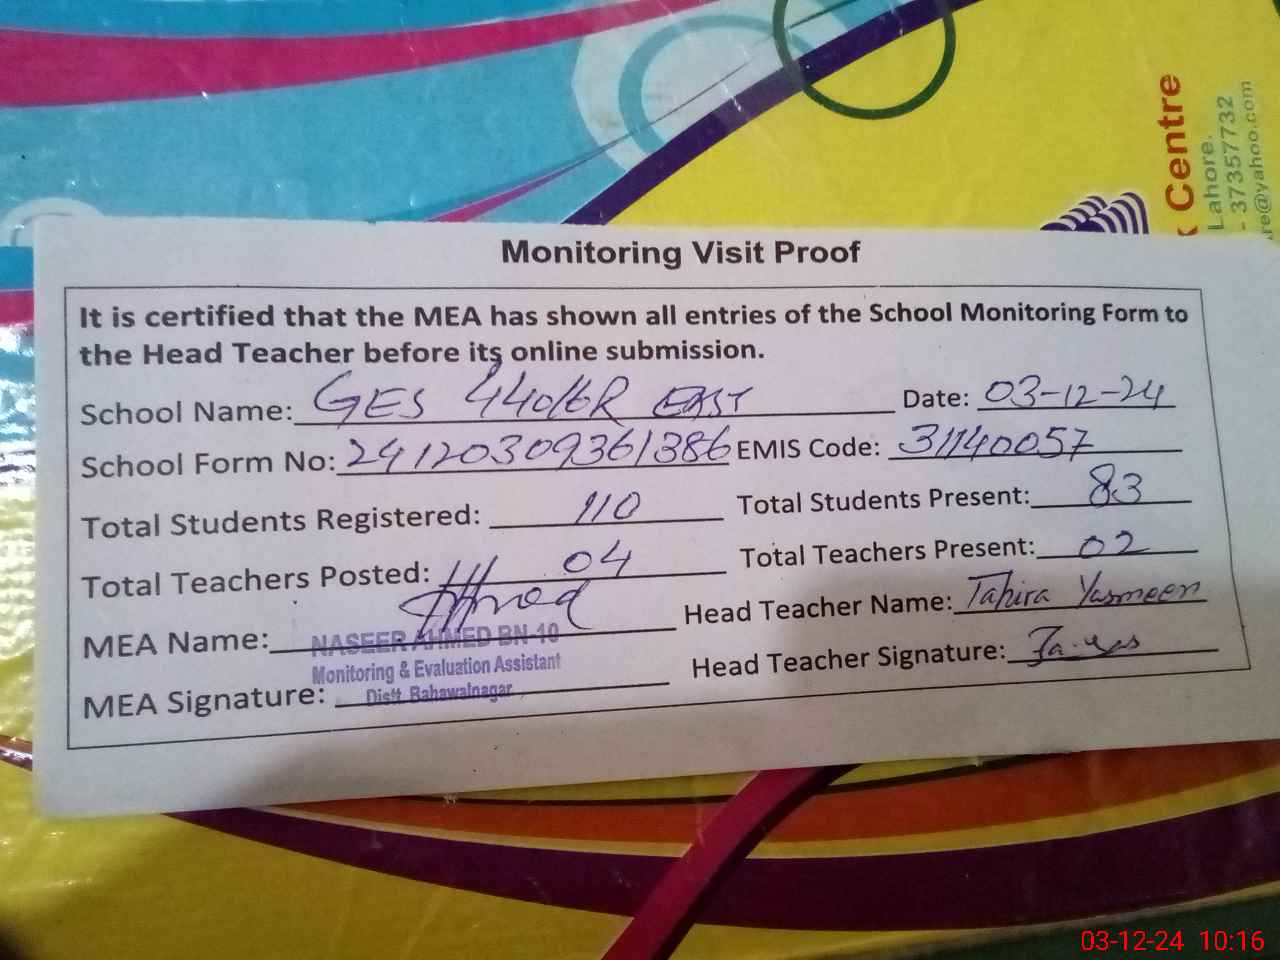 Centre
Lahore.
- 37357732
re@yahoo.com
Monitoring Visit Proof
It is certified that the MEA has shown all entries of the School Monitoring Form to
the Head Teacher before its online submission.
School Name: GES 440/6R EAST Date: 03-12-24
School Form No: 24120309361386 EMIS Code: 31140057
Total Students Registered: 110 Total Students Present: 83
Total Teachers Posted: 04 Total Teachers Present: 02
MEA Name: NASEER AHMED BN-10 Head Teacher Name: Tahira Yasmeen
Monitoring & Evaluation Assistant
MEA Signature: Distt. Bahawalnagar Head Teacher Signature:
03-12-24 10:16